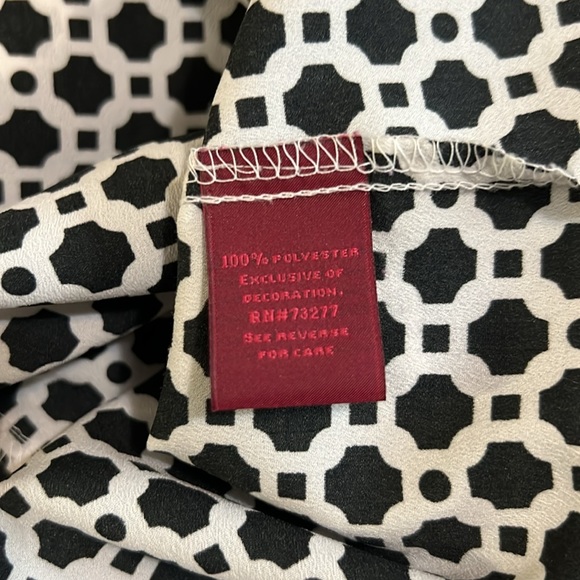 100% POLYESTER
EXCLUSIVE OF
DECORATION.
RN#73277
SEE REVERSE
FOR CARE